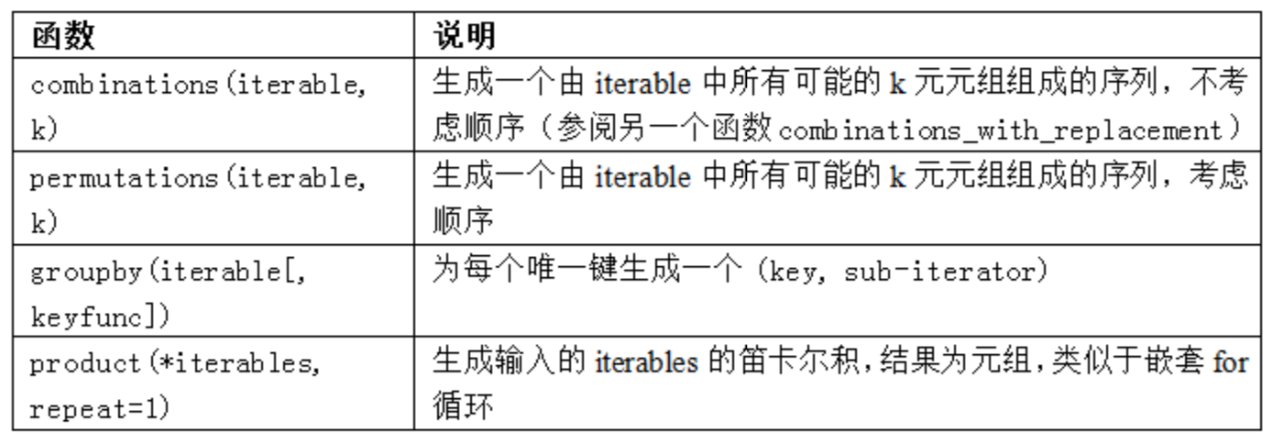 函数 说明
combinations(iterable, 生成一个由 iterable 中所有可能的 k 元元组组成的序列，不考
k) 虑顺序（参阅另一个函数 combinations_with_replacement）
permutations(iterable, 生成一个由 iterable 中所有可能的 k 元元组组成的序列，考虑
k) 顺序
groupby(iterable[, 为每个唯一键生成一个 (key, sub-iterator)
keyfunc])
product(*iterables, 生成输入的 iterables 的笛卡尔积，结果为元组，类似于嵌套 for
repeat=1) 循环